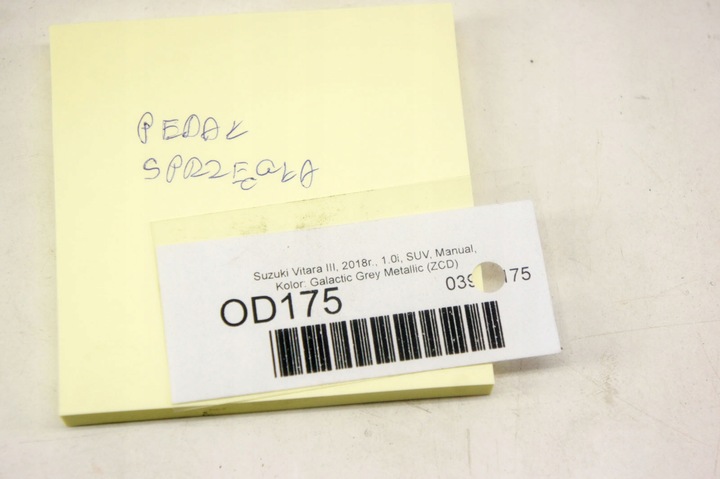 PEDAŁ
SPRZĘGŁA
Suzuki Vitara III, 2018r., 1.0i, SUV, Manual,
Kolor: Galactic Grey Metallic (ZCD)
OD175